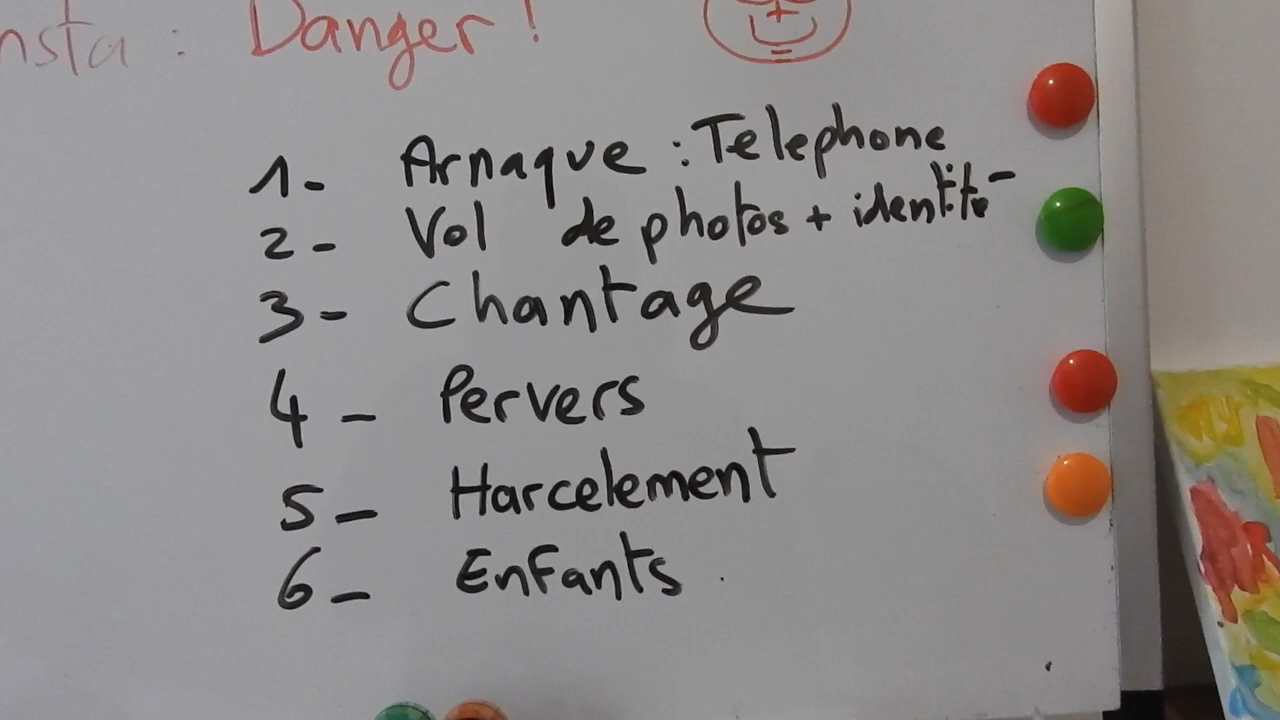 nsta : Danger !
1- Arnaque : Telephone
2- Vol de photos + identité
3- Chantage
4- Pervers
5- Harcelement
6- Enfants